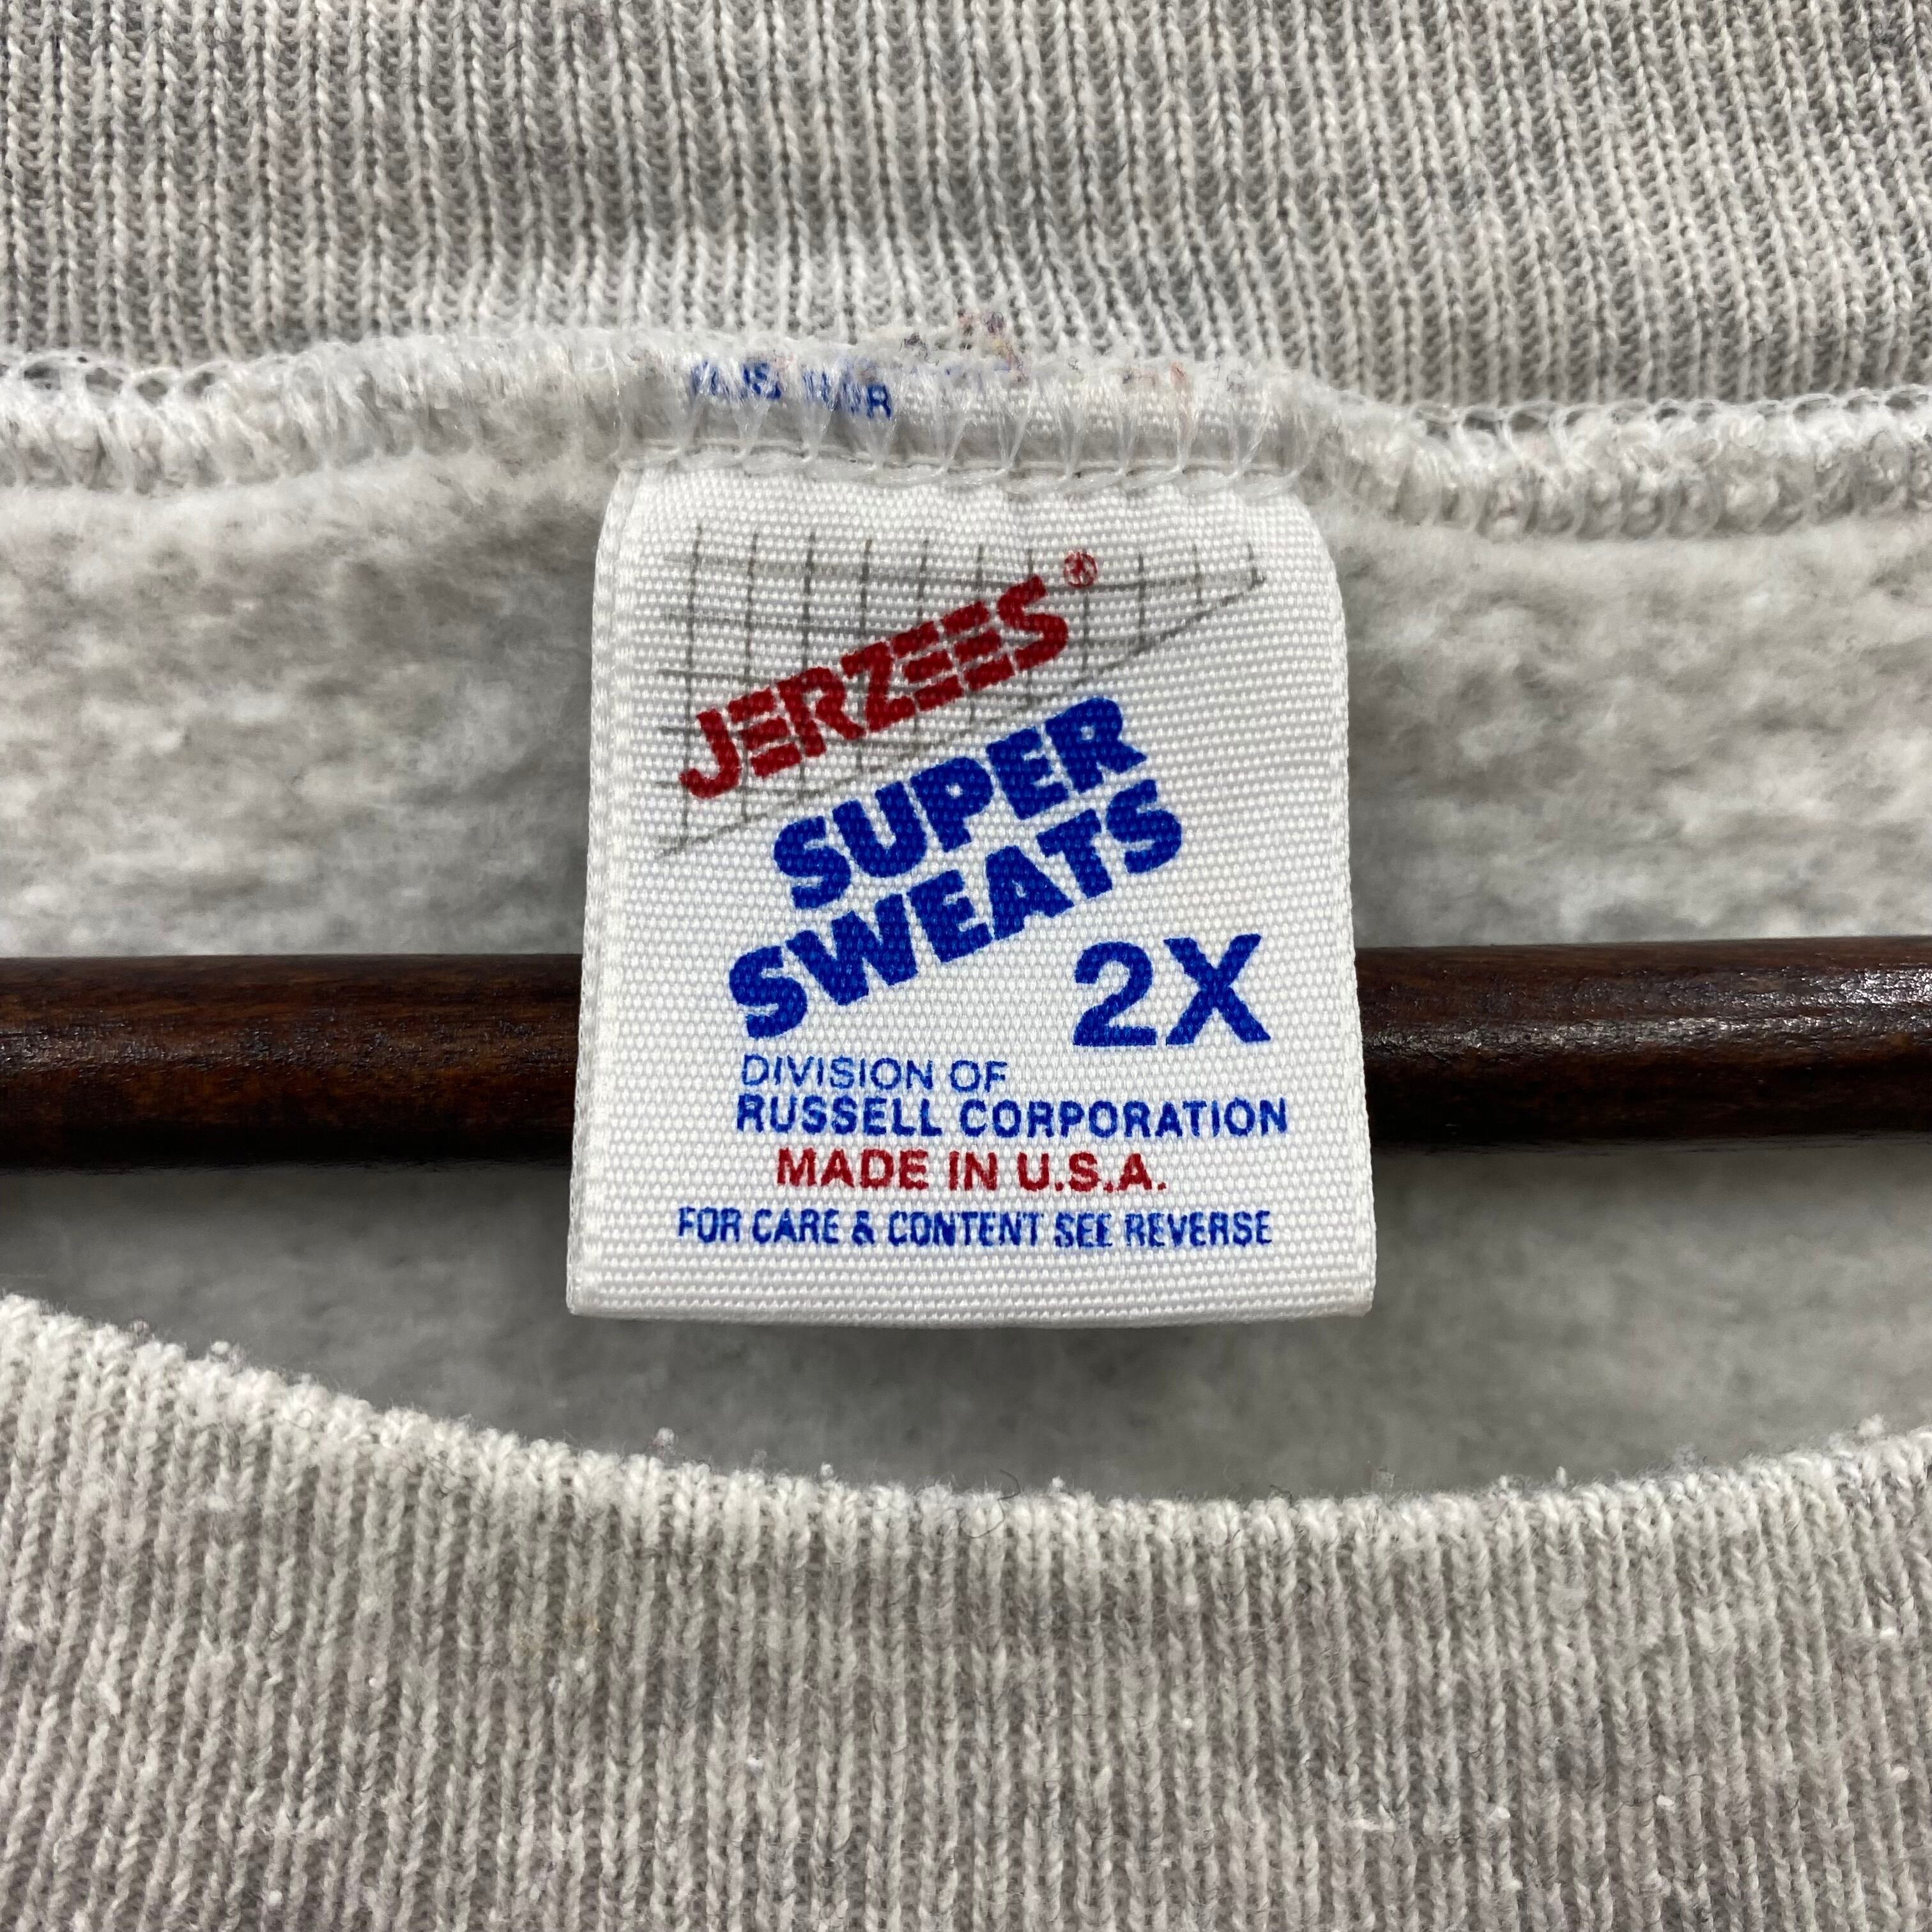 JERZEES®
SUPER
SWEATS
2X
DIVISION OF
RUSSELL CORPORATION
MADE IN U.S.A.
FOR CARE & CONTENT SEE REVERSE